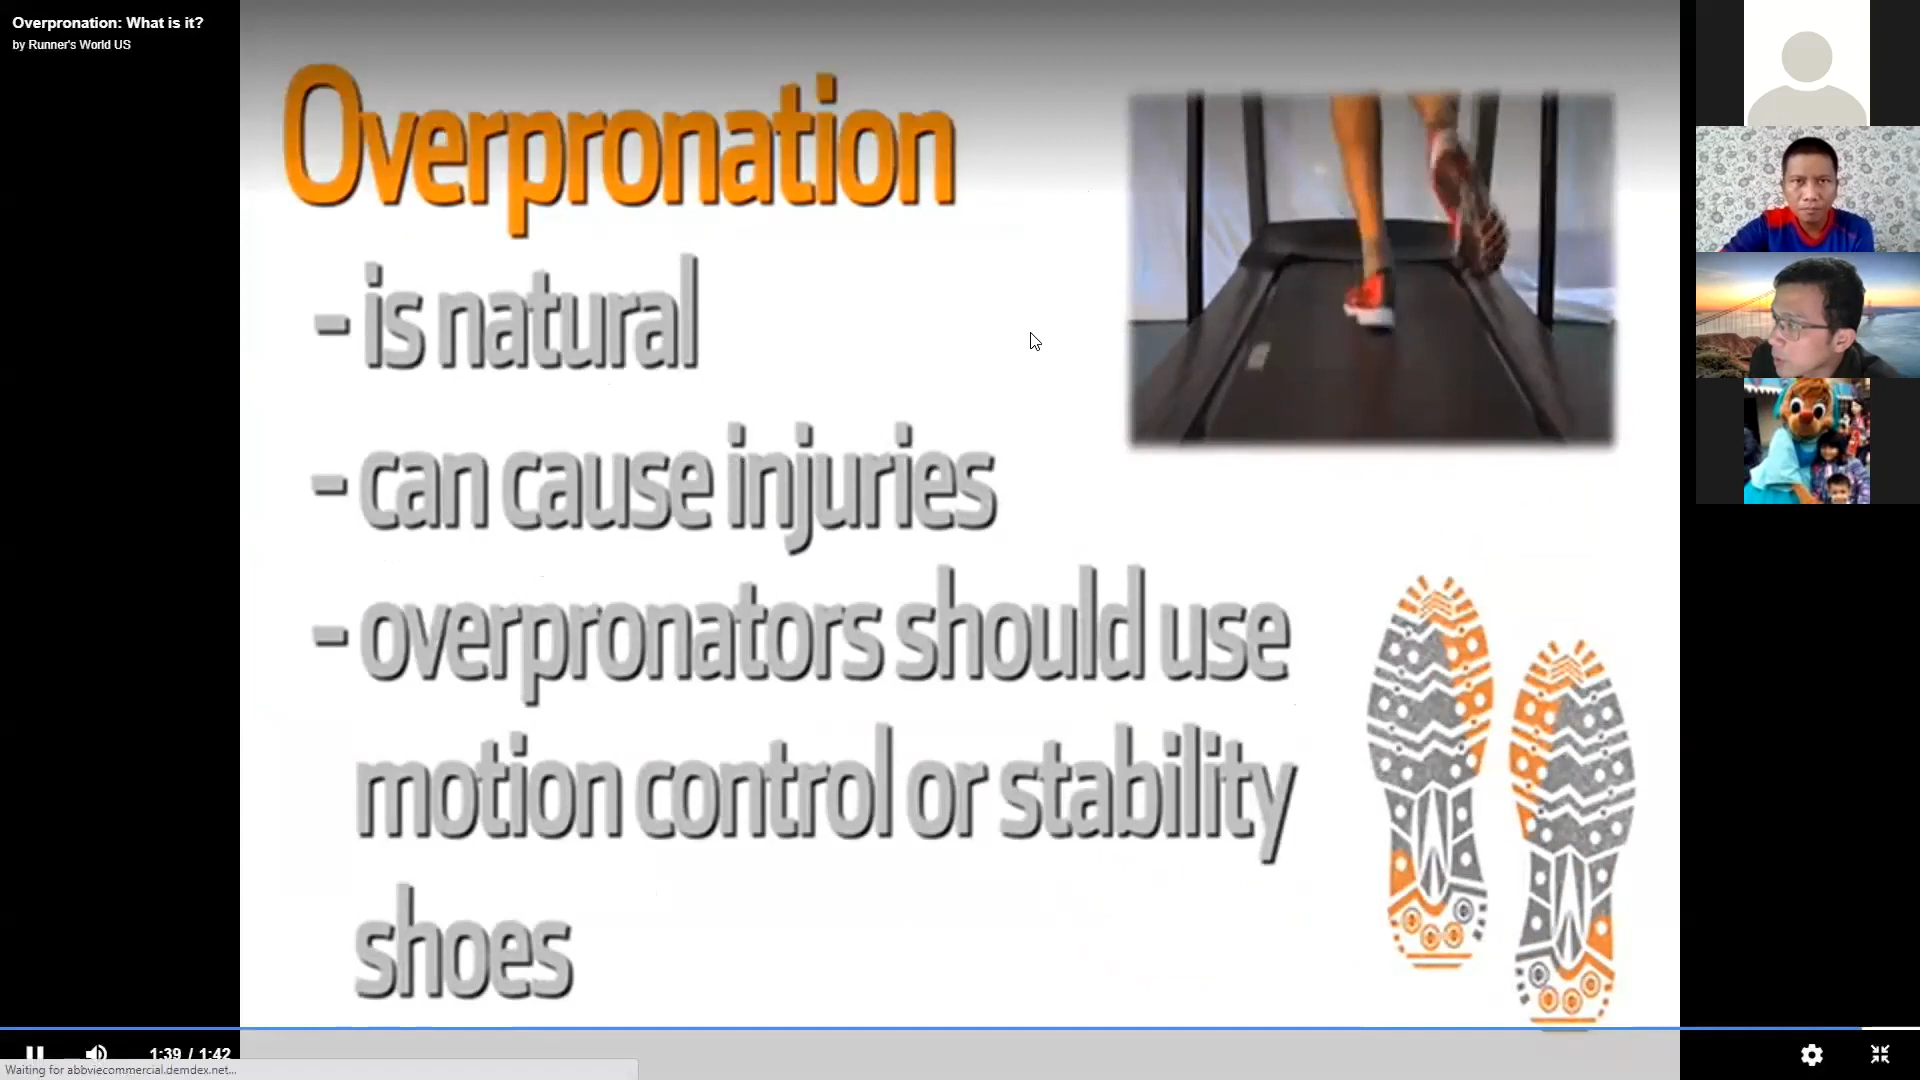 Overpronation: What is it?
by Runner's World US
Overpronation
- is natural
- can cause injuries
- overpronators should use
motion control or stability
shoes
1:39 / 1:42
Waiting for abbviecommercial.demdex.net...